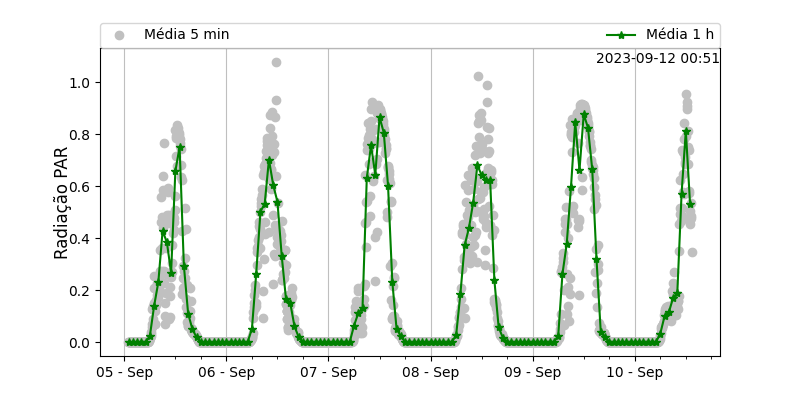 Média 5 min
Média 1 h
2023-09-12 00:51
Radiação PAR
1.0
0.8
0.6
0.4
0.2
0.0
05 - Sep
06 - Sep
07 - Sep
08 - Sep
09 - Sep
10 - Sep